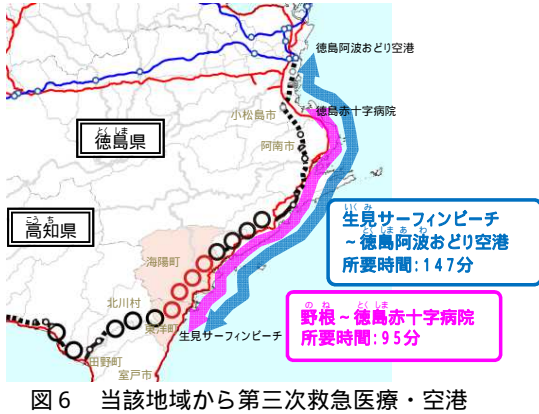 徳島阿波おどり空港
小松島市
徳島赤十字病院
とく しま
徳島県
阿南市
こう ち
高知県
いく み
生見サーフィンビーチ
とく しま あ わ
~徳島阿波おどり空港
所要時間:147分
海陽町
北川村
の ね とく しま
野根~徳島赤十字病院
所要時間:95分
東洋町
生見サーフィンビーチ
田野町
室戸市
図6 当該地域から第三次救急医療・空港